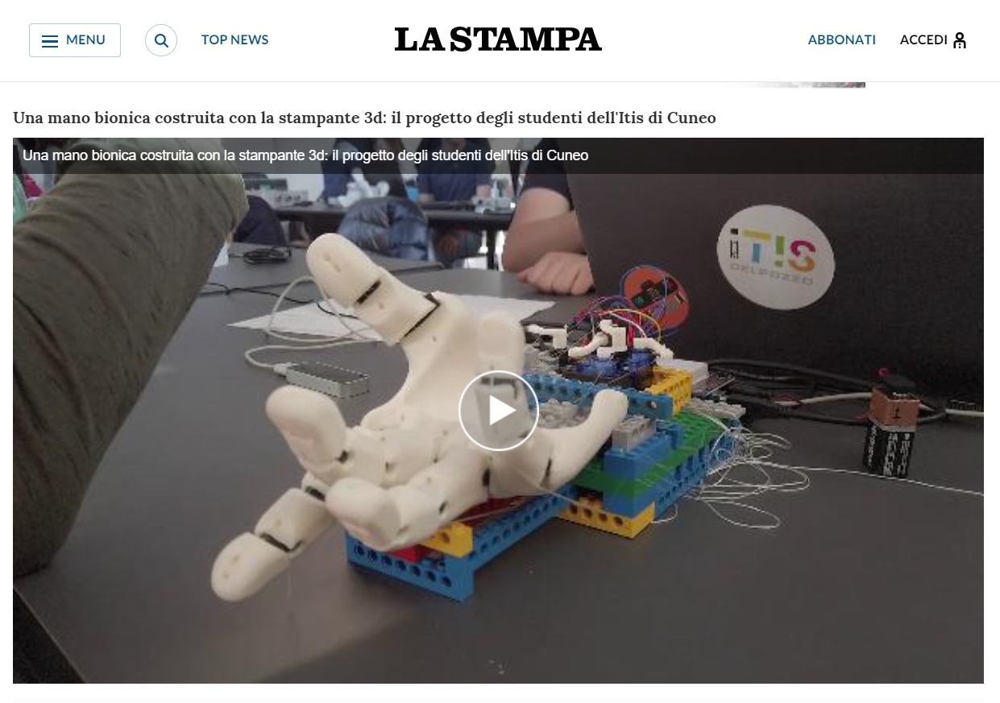 MENU
TOP NEWS
LA STAMPA
ABBONATI
ACCEDI
Una mano bionica costruita con la stampante 3d: il progetto degli studenti dell'Itis di Cuneo
Una mano bionica costruita con la stampante 3d: il progetto degli studenti dell'Itis di Cuneo
iT!S
DELPOZZO